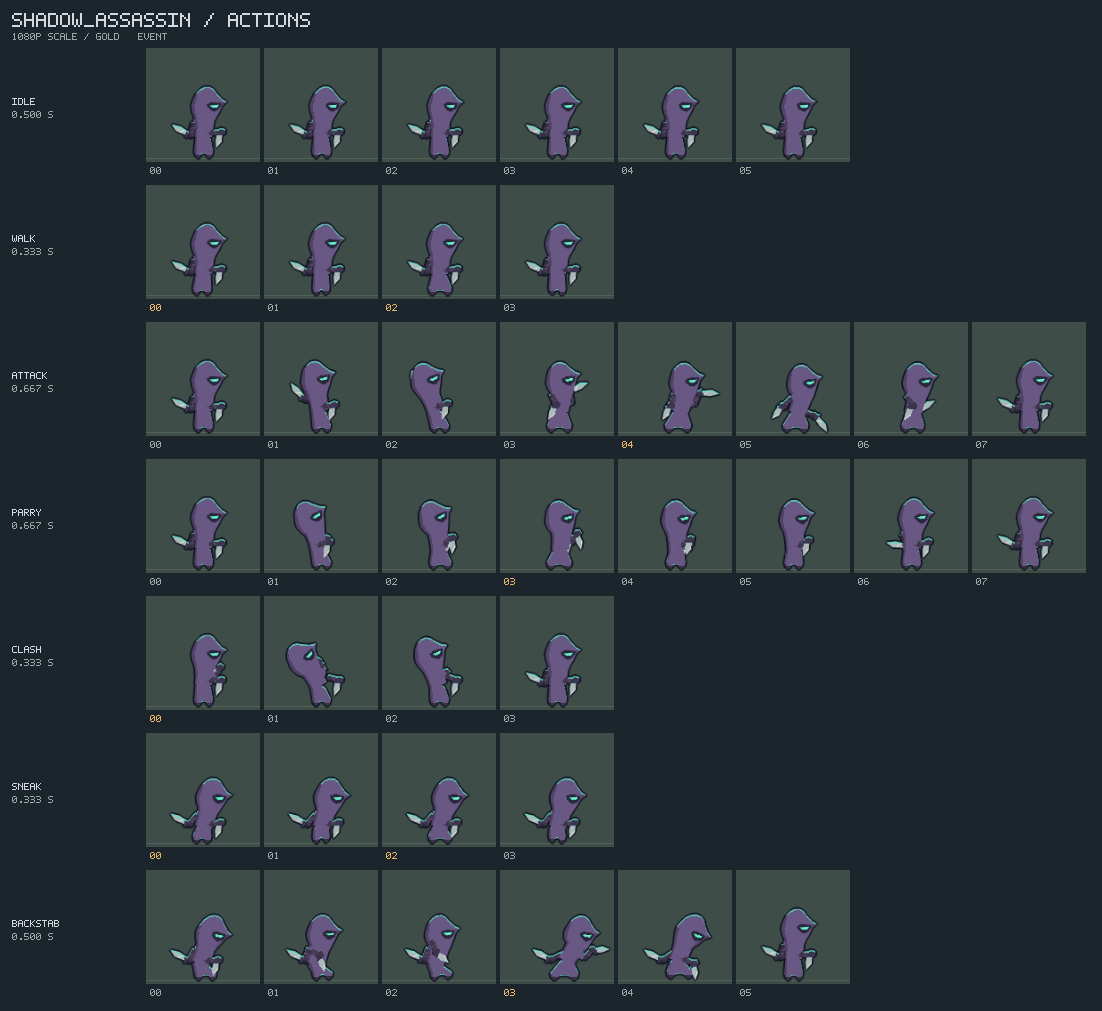 SHADOW_ASSASSIN / ACTIONS
1080P SCALE / GOLD EVENT
IDLE
0.500 S
00 01 02 03 04 05
WALK
0.333 S
00 01 02 03
ATTACK
0.667 S
00 01 02 03 04 05 06 07
PARRY
0.667 S
00 01 02 03 04 05 06 07
CLASH
0.333 S
00 01 02 03
SNEAK
0.333 S
00 01 02 03
BACKSTAB
0.500 S
00 01 02 03 04 05